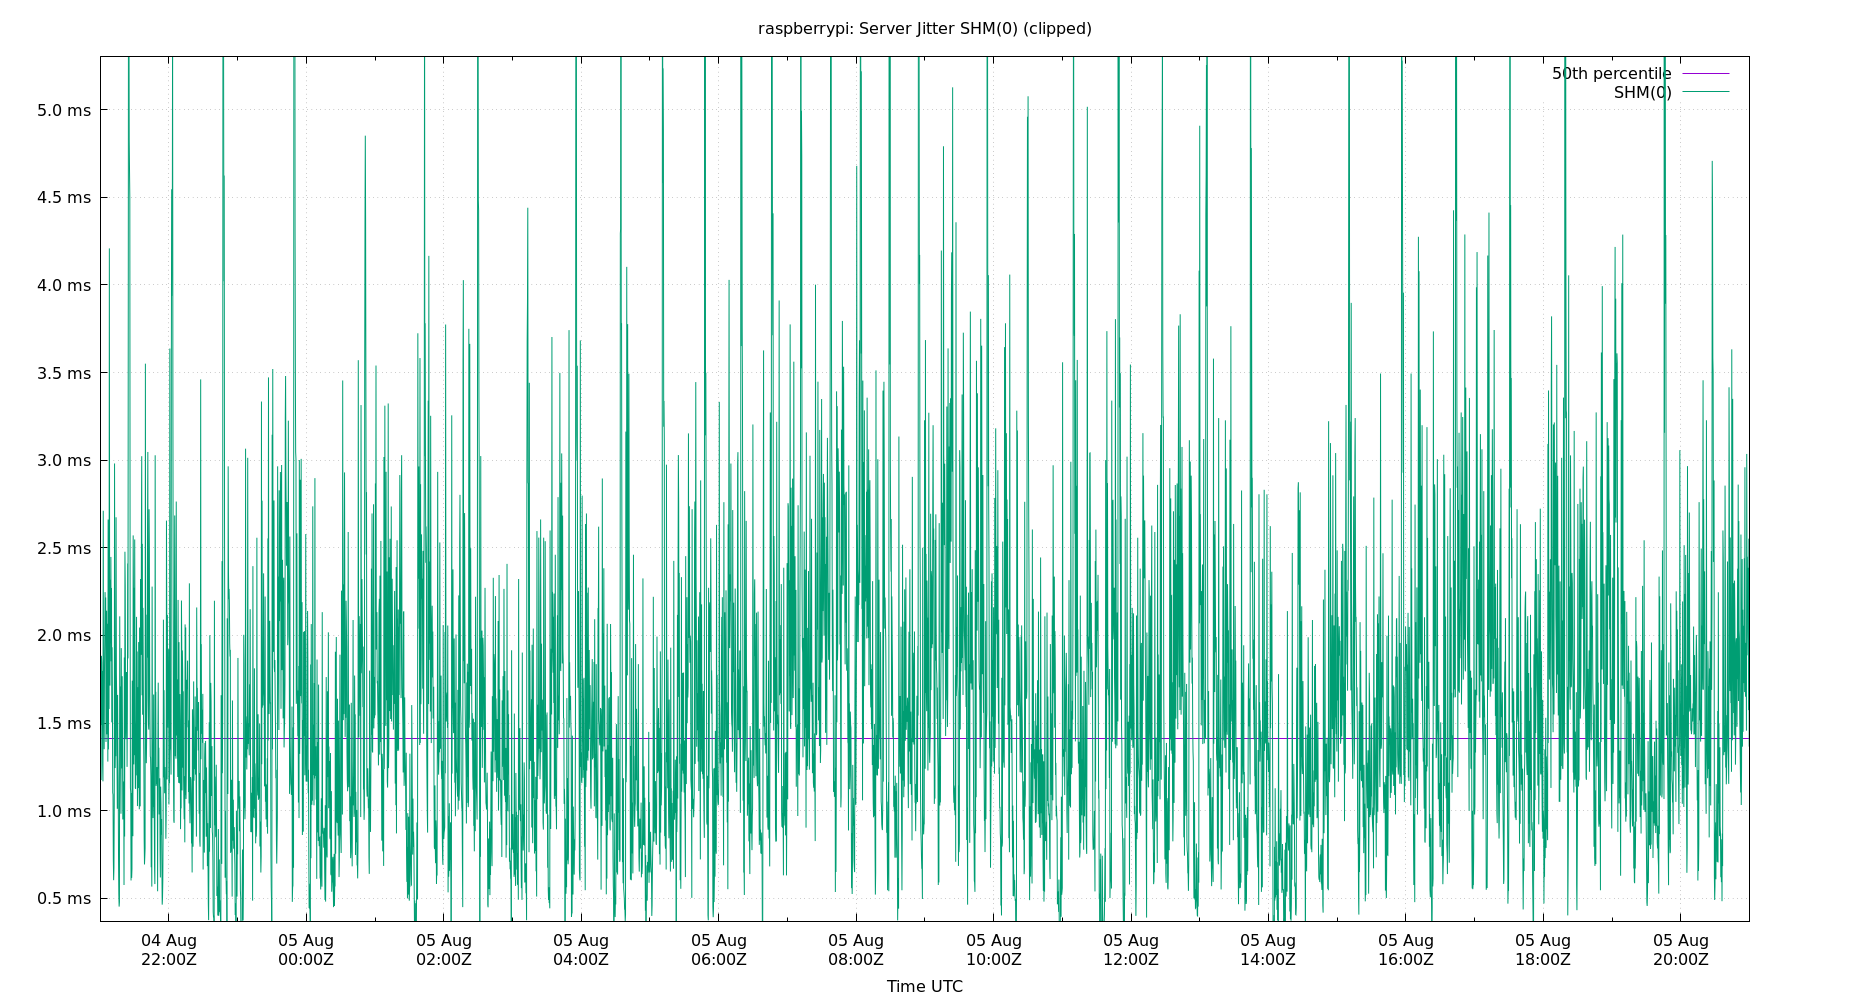 raspberrypi: Server Jitter SHM(0) (clipped)
50th percentile
SHM(0)
5.0 ms
4.5 ms
4.0 ms
3.5 ms
3.0 ms
2.5 ms
2.0 ms
1.5 ms
1.0 ms
0.5 ms
04 Aug 05 Aug 05 Aug 05 Aug 05 Aug 05 Aug 05 Aug 05 Aug 05 Aug 05 Aug 05 Aug 05 Aug
22:00Z 00:00Z 02:00Z 04:00Z 06:00Z 08:00Z 10:00Z 12:00Z 14:00Z 16:00Z 18:00Z 20:00Z
Time UTC